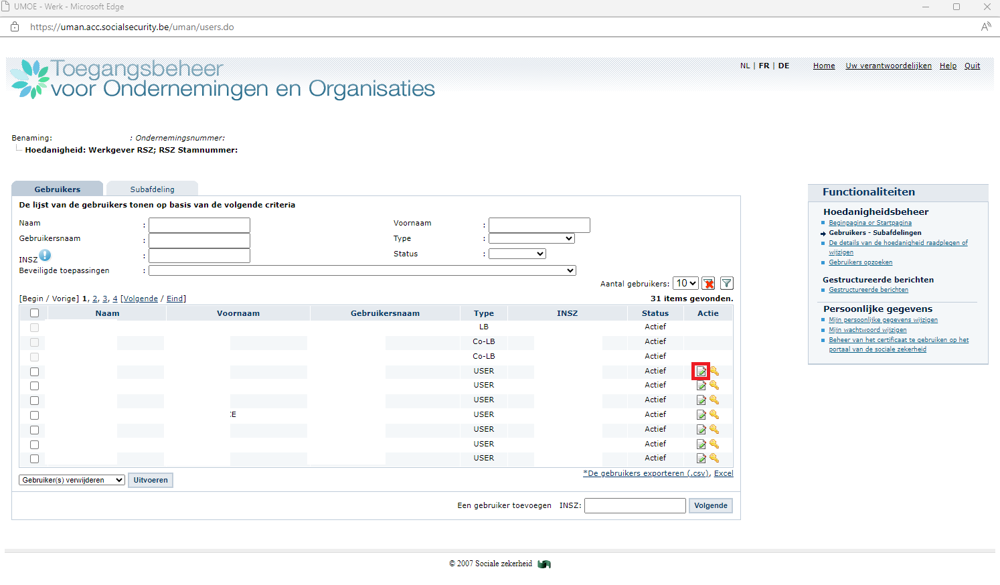 UMOE - Werk - Microsoft Edge
https://uman.acc.socialsecurity.be/uman/users.do
Toegangsbeheer
voor Ondernemingen en Organisaties
NL | FR | DE Home Uw verantwoordelijken Help Quit
Benaming: : Ondernemingsnummer:
Hoedanigheid: Werkgever RSZ; RSZ Stamnummer:
Gebruikers Subafdeling
De lijst van de gebruikers tonen op basis van de volgende criteria
Naam : Voornaam :
Gebruikersnaam : Type :
INSZ : Status :
Beveiligde toepassingen :
Aantal gebruikers: 10
[Begin / Vorige] 1, 2, 3, 4 [Volgende / Eind] 31 items gevonden.
Naam Voornaam Gebruikersnaam Type INSZ Status Actie
LB Actief
Co-LB Actief
Co-LB Actief
USER Actief
USER Actief
USER Actief
CE USER Actief
USER Actief
USER Actief
USER Actief
Gebruiker(s) verwijderen Uitvoeren
*De gebruikers exporteren (.csv), Excel
Een gebruiker toevoegen INSZ: Volgende
Functionaliteiten
Hoedanigheidsbeheer
Beginpagina or Startpagina
Gebruikers - Subafdelingen
De details van de hoedanigheid raadplegen of
wijzigen
Gebruikers opzoeken
Gestructureerde berichten
Gestructureerde berichten
Persoonlijke gegevens
Mijn persoonlijke gegevens wijzigen
Mijn wachtwoord wijzigen
Beheer van het certificaat te gebruiken op het
portaal van de sociale zekerheid
© 2007 Sociale zekerheid